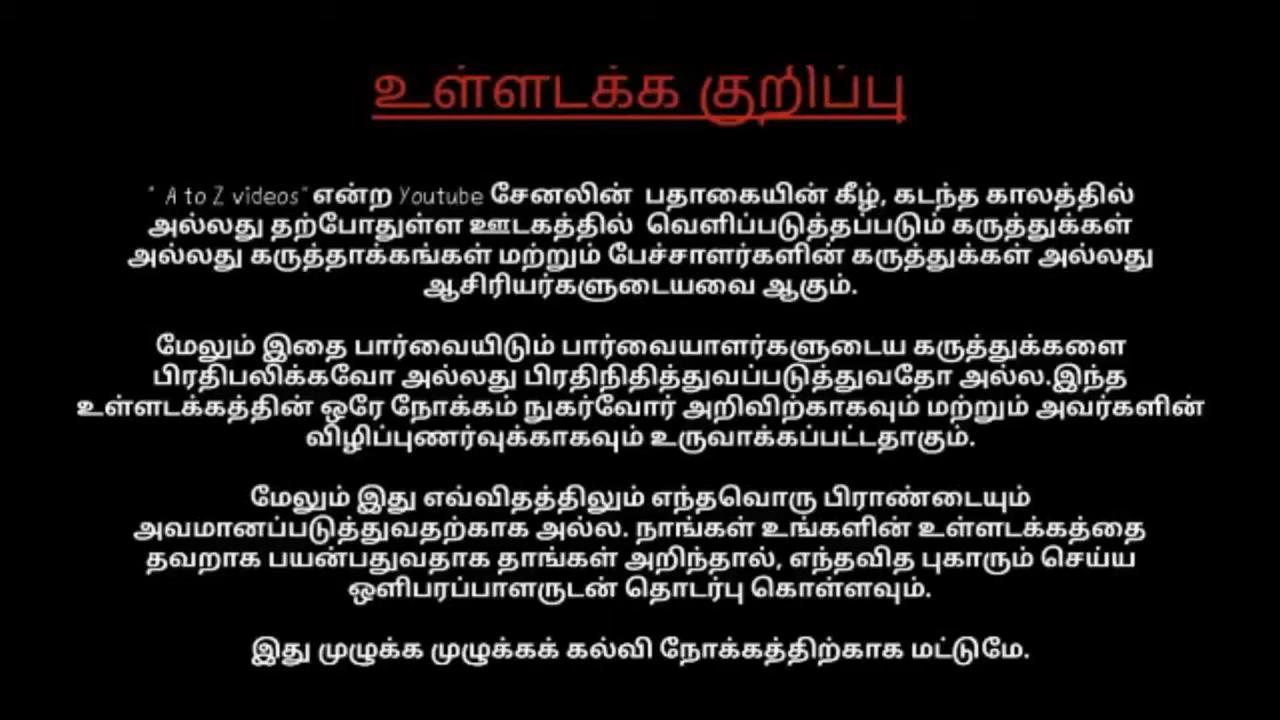 உள்ளடக்க குறிப்பு
" A to Z videos" என்ற Youtube சேனலின் பதாகையின் கீழ், கடந்த காலத்தில்
அல்லது தற்போதுள்ள ஊடகத்தில் வெளிப்படுத்தப்படும் கருத்துக்கள்
அல்லது கருத்தாக்கங்கள் மற்றும் பேச்சாளர்களின் கருத்துக்கள் அல்லது
ஆசிரியர்களுடையவை ஆகும்.
மேலும் இதை பார்வையிடும் பார்வையாளர்களுடைய கருத்துக்களை
பிரதிபலிக்கவோ அல்லது பிரதிநிதித்துவப்படுத்துவதோ அல்ல.இந்த
உள்ளடக்கத்தின் ஒரே நோக்கம் நுகர்வோர் அறிவிற்காகவும் மற்றும் அவர்களின்
விழிப்புணர்வுக்காகவும் உருவாக்கப்பட்டதாகும்.
மேலும் இது எவ்விதத்திலும் எந்தவொரு பிராண்டையும்
அவமானப்படுத்துவதற்காக அல்ல. நாங்கள் உங்களின் உள்ளடக்கத்தை
தவறாக பயன்பதுவதாக தாங்கள் அறிந்தால், எந்தவித புகாரும் செய்ய
ஒளிபரப்பாளருடன் தொடர்பு கொள்ளவும்.
இது முழுக்க முழுக்கக் கல்வி நோக்கத்திற்காக மட்டுமே.